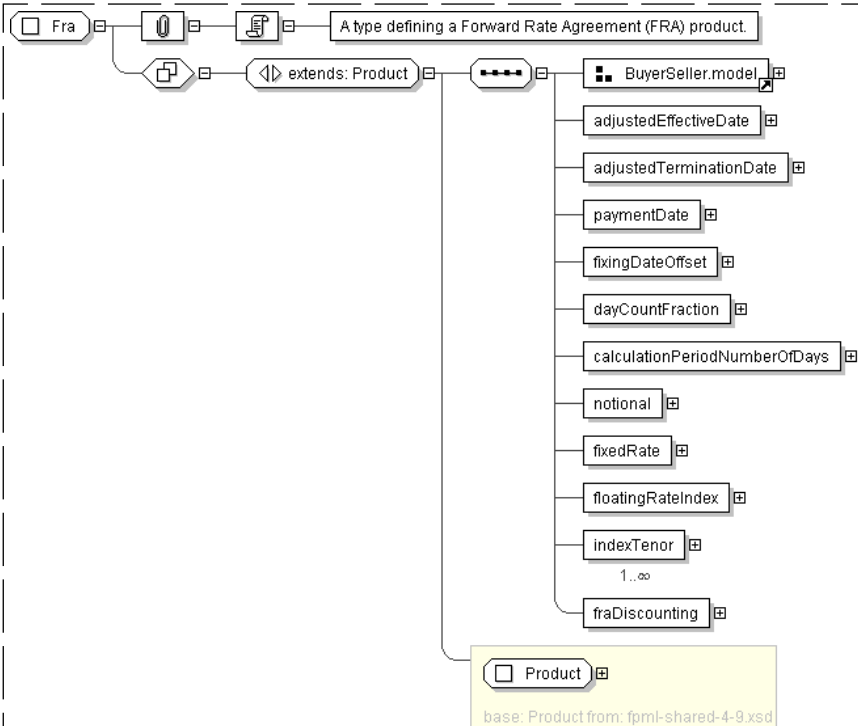 Fra
A type defining a Forward Rate Agreement (FRA) product.
extends: Product
BuyerSeller.model
adjustedEffectiveDate
adjustedTerminationDate
paymentDate
fixingDateOffset
dayCountFraction
calculationPeriodNumberOfDays
notional
fixedRate
floatingRateIndex
indexTenor
1..∞
fraDiscounting
Product
base: Product from: fpml-shared-4-9.xsd